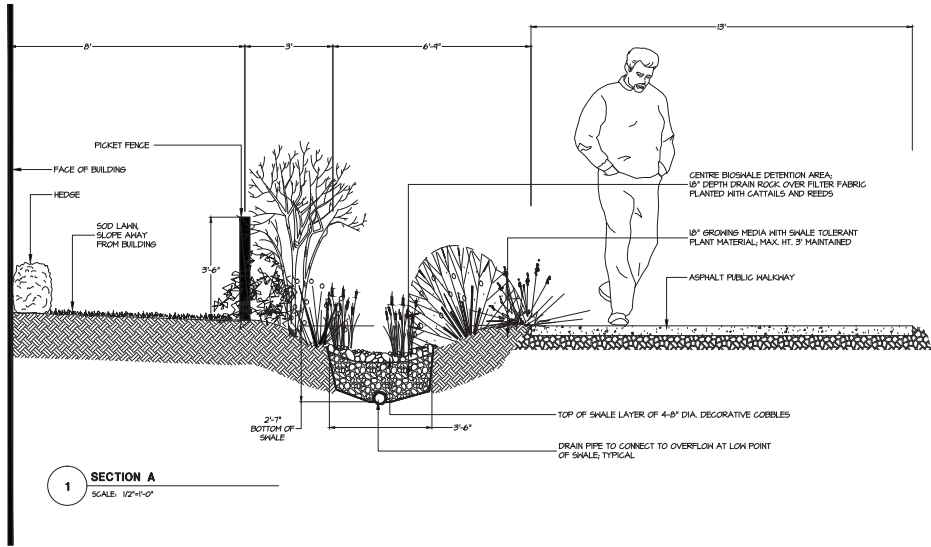 13'
8'
3'
6'-9"
PICKET FENCE
FACE OF BUILDING
HEDGE
SOD LAWN,
SLOPE AWAY
FROM BUILDING
3'-6"
CENTRE BIOSWALE DETENTION AREA;
18" DEPTH DRAIN ROCK OVER FILTER FABRIC
PLANTED WITH CATTAILS AND REEDS
18" GROWING MEDIA WITH SWALE TOLERANT
PLANT MATERIAL; MAX. HT. 3' MAINTAINED
ASPHALT PUBLIC WALKWAY
2'-7"
BOTTOM OF
SWALE
3'-6"
TOP OF SWALE LAYER OF 4-8" DIA. DECORATIVE COBBLES
DRAIN PIPE TO CONNECT TO OVERFLOW AT LOW POINT
OF SWALE; TYPICAL
1
SECTION A
SCALE: 1/2"=1'-0"